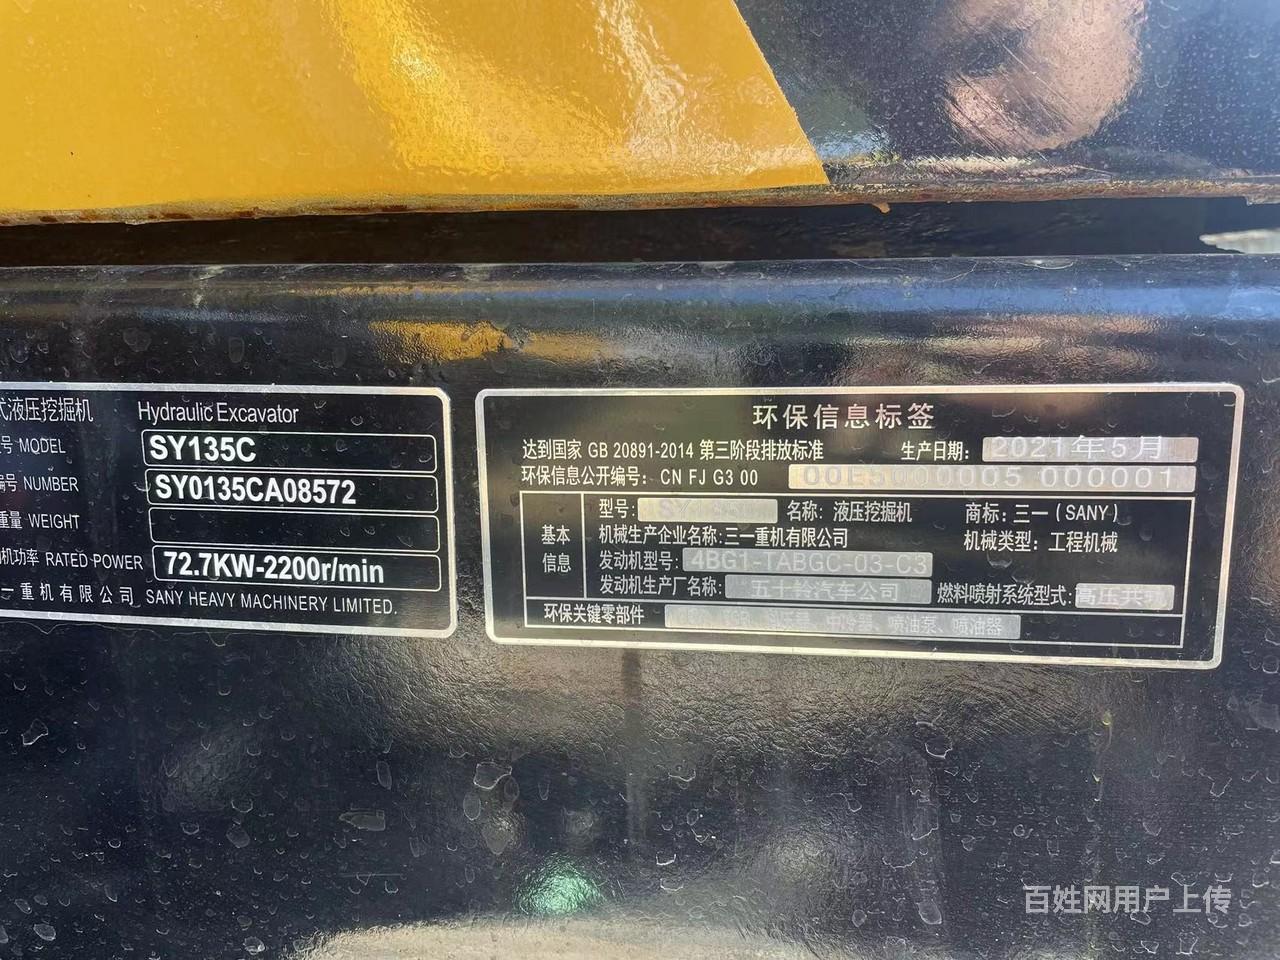 式液压挖掘机 Hydraulic Excavator
号 MODEL SY135C
编号 NUMBER SY0135CA08572
重量 WEIGHT
机功率 RATED POWER 72.7KW-2200r/min
一重机有限公司 SANY HEAVY MACHINERY LIMITED.
环保信息标签
达到国家 GB 20891-2014 第三阶段排放标准 生产日期: 2021年5月
环保信息公开编号: CN FJ G3 00 00E5000005 000001
基本信息
型号: 名称: 液压挖掘机 商标: 三一(SANY)
机械生产企业名称:三一重机有限公司 机械类型: 工程机械
发动机型号: 4BG1-TABGC-03-C3
发动机生产厂名称: 五十铃汽车公司 燃料喷射系统型式: 高压共
环保关键零部件 中冷器、喷油泵、喷油器
百姓网用户上传